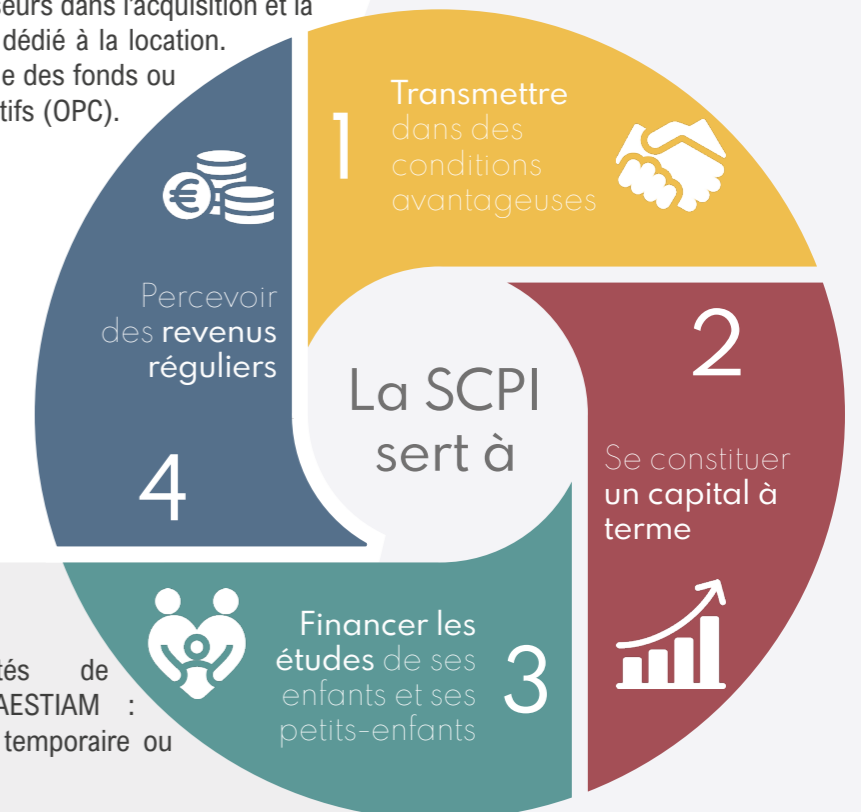 seurs dans l'acquisition et la
dédié à la location.
e des fonds ou
tifs (OPC).
1
Transmettre
dans des
conditions
avantageuses
2
Se constituer
un capital à
terme
3
Financer les
études de ses
enfants et ses
petits-enfants
4
Percevoir
des revenus
réguliers
La SCPI
sert à
tés de
AESTIAM :
temporaire ou